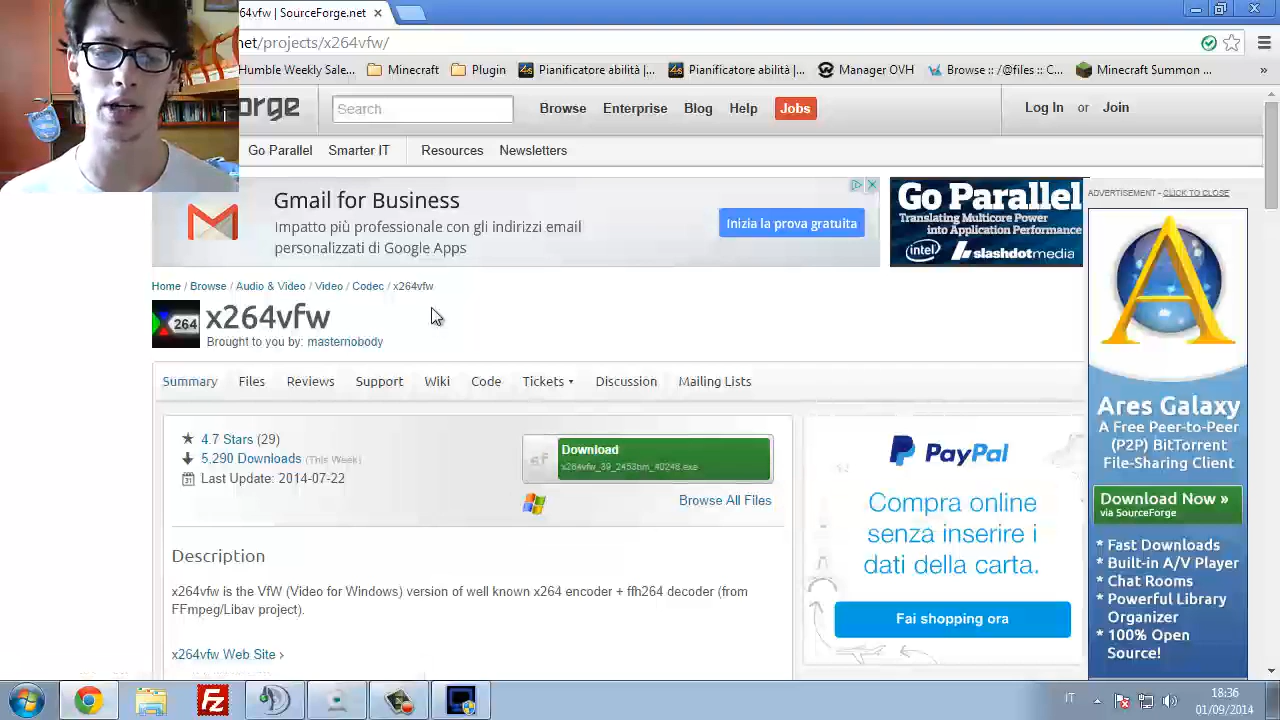 64vfw | SourceForge.net
net/projects/x264vfw/
Humble Weekly Sale...
Minecraft
Plugin
Pianificatore abilità |...
Pianificatore abilità |...
Manager OVH
Browse :: /@files :: C...
Minecraft Summon ...
orge
Search
Browse
Enterprise
Blog
Help
Jobs
Log In or Join
Go Parallel
Smarter IT
Resources
Newsletters
Gmail for Business
Impatto più professionale con gli indirizzi email
personalizzati di Google Apps
Inizia la prova gratuita
Go Parallel
Translating Multicore Power
into Application Performance
intel
slashdotmedia
ADVERTISEMENT - CLICK TO CLOSE
Home / Browse / Audio & Video / Video / Codec / x264vfw
264
x264vfw
Brought to you by: masternobody
Summary
Files
Reviews
Support
Wiki
Code
Tickets
Discussion
Mailing Lists
4.7 Stars (29)
5,290 Downloads (This Week)
Last Update: 2014-07-22
sf
Download
x264vfw_39_2453bm_#0248.exe
Browse All Files
Description
x264vfw is the VfW (Video for Windows) version of well known x264 encoder + ffh264 decoder (from
FFmpeg/Libav project).
x264vfw Web Site ›
PayPal
Compra online
senza inserire i
dati della carta.
Fai shopping ora
Ares Galaxy
A Free Peer-to-Peer
(P2P) BitTorrent
File-Sharing Client
Download Now »
via SourceForge
* Fast Downloads
* Built-in A/V Player
* Chat Rooms
* Powerful Library
Organizer
* 100% Open
Source!
Fz
IT
18:36
01/09/2014